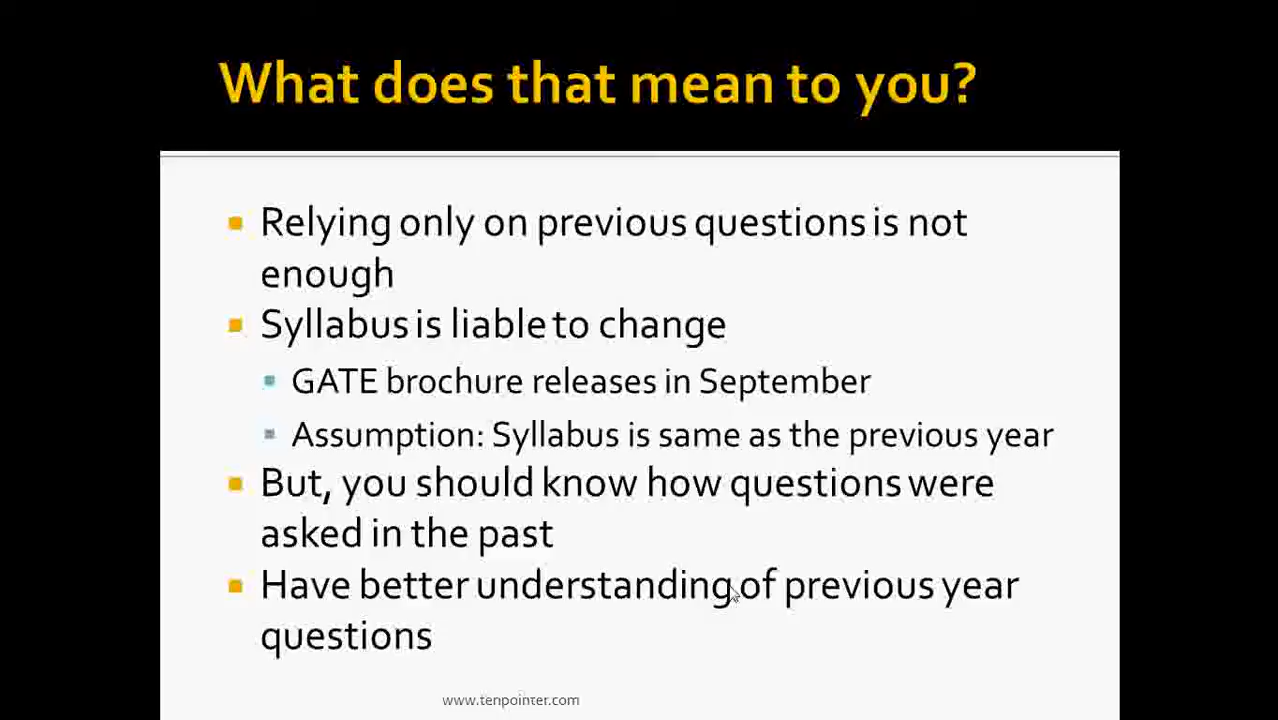 What does that mean to you?
Relying only on previous questions is not
enough
Syllabus is liable to change
GATE brochure releases in September
Assumption: Syllabus is same as the previous year
But, you should know how questions were
asked in the past
Have better understanding of previous year
questions
www.tenpointer.com